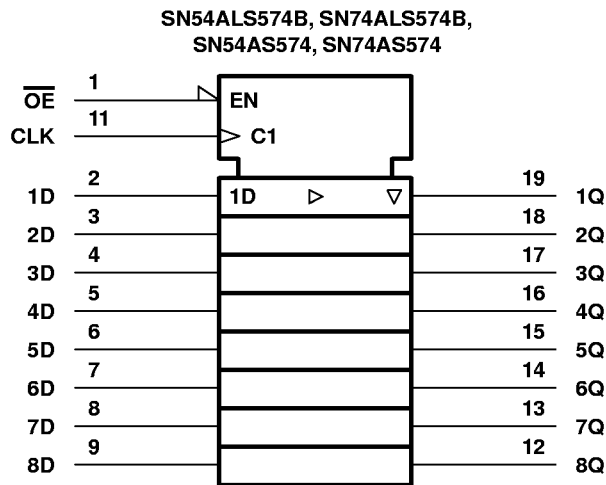 SN54ALS574B, SN74ALS574B,
SN54AS574, SN74AS574
OE 1 EN
CLK 11 C1
1D 2 1D 19 1Q
2D 3 18 2Q
3D 4 17 3Q
4D 5 16 4Q
5D 6 15 5Q
6D 7 14 6Q
7D 8 13 7Q
8D 9 12 8Q